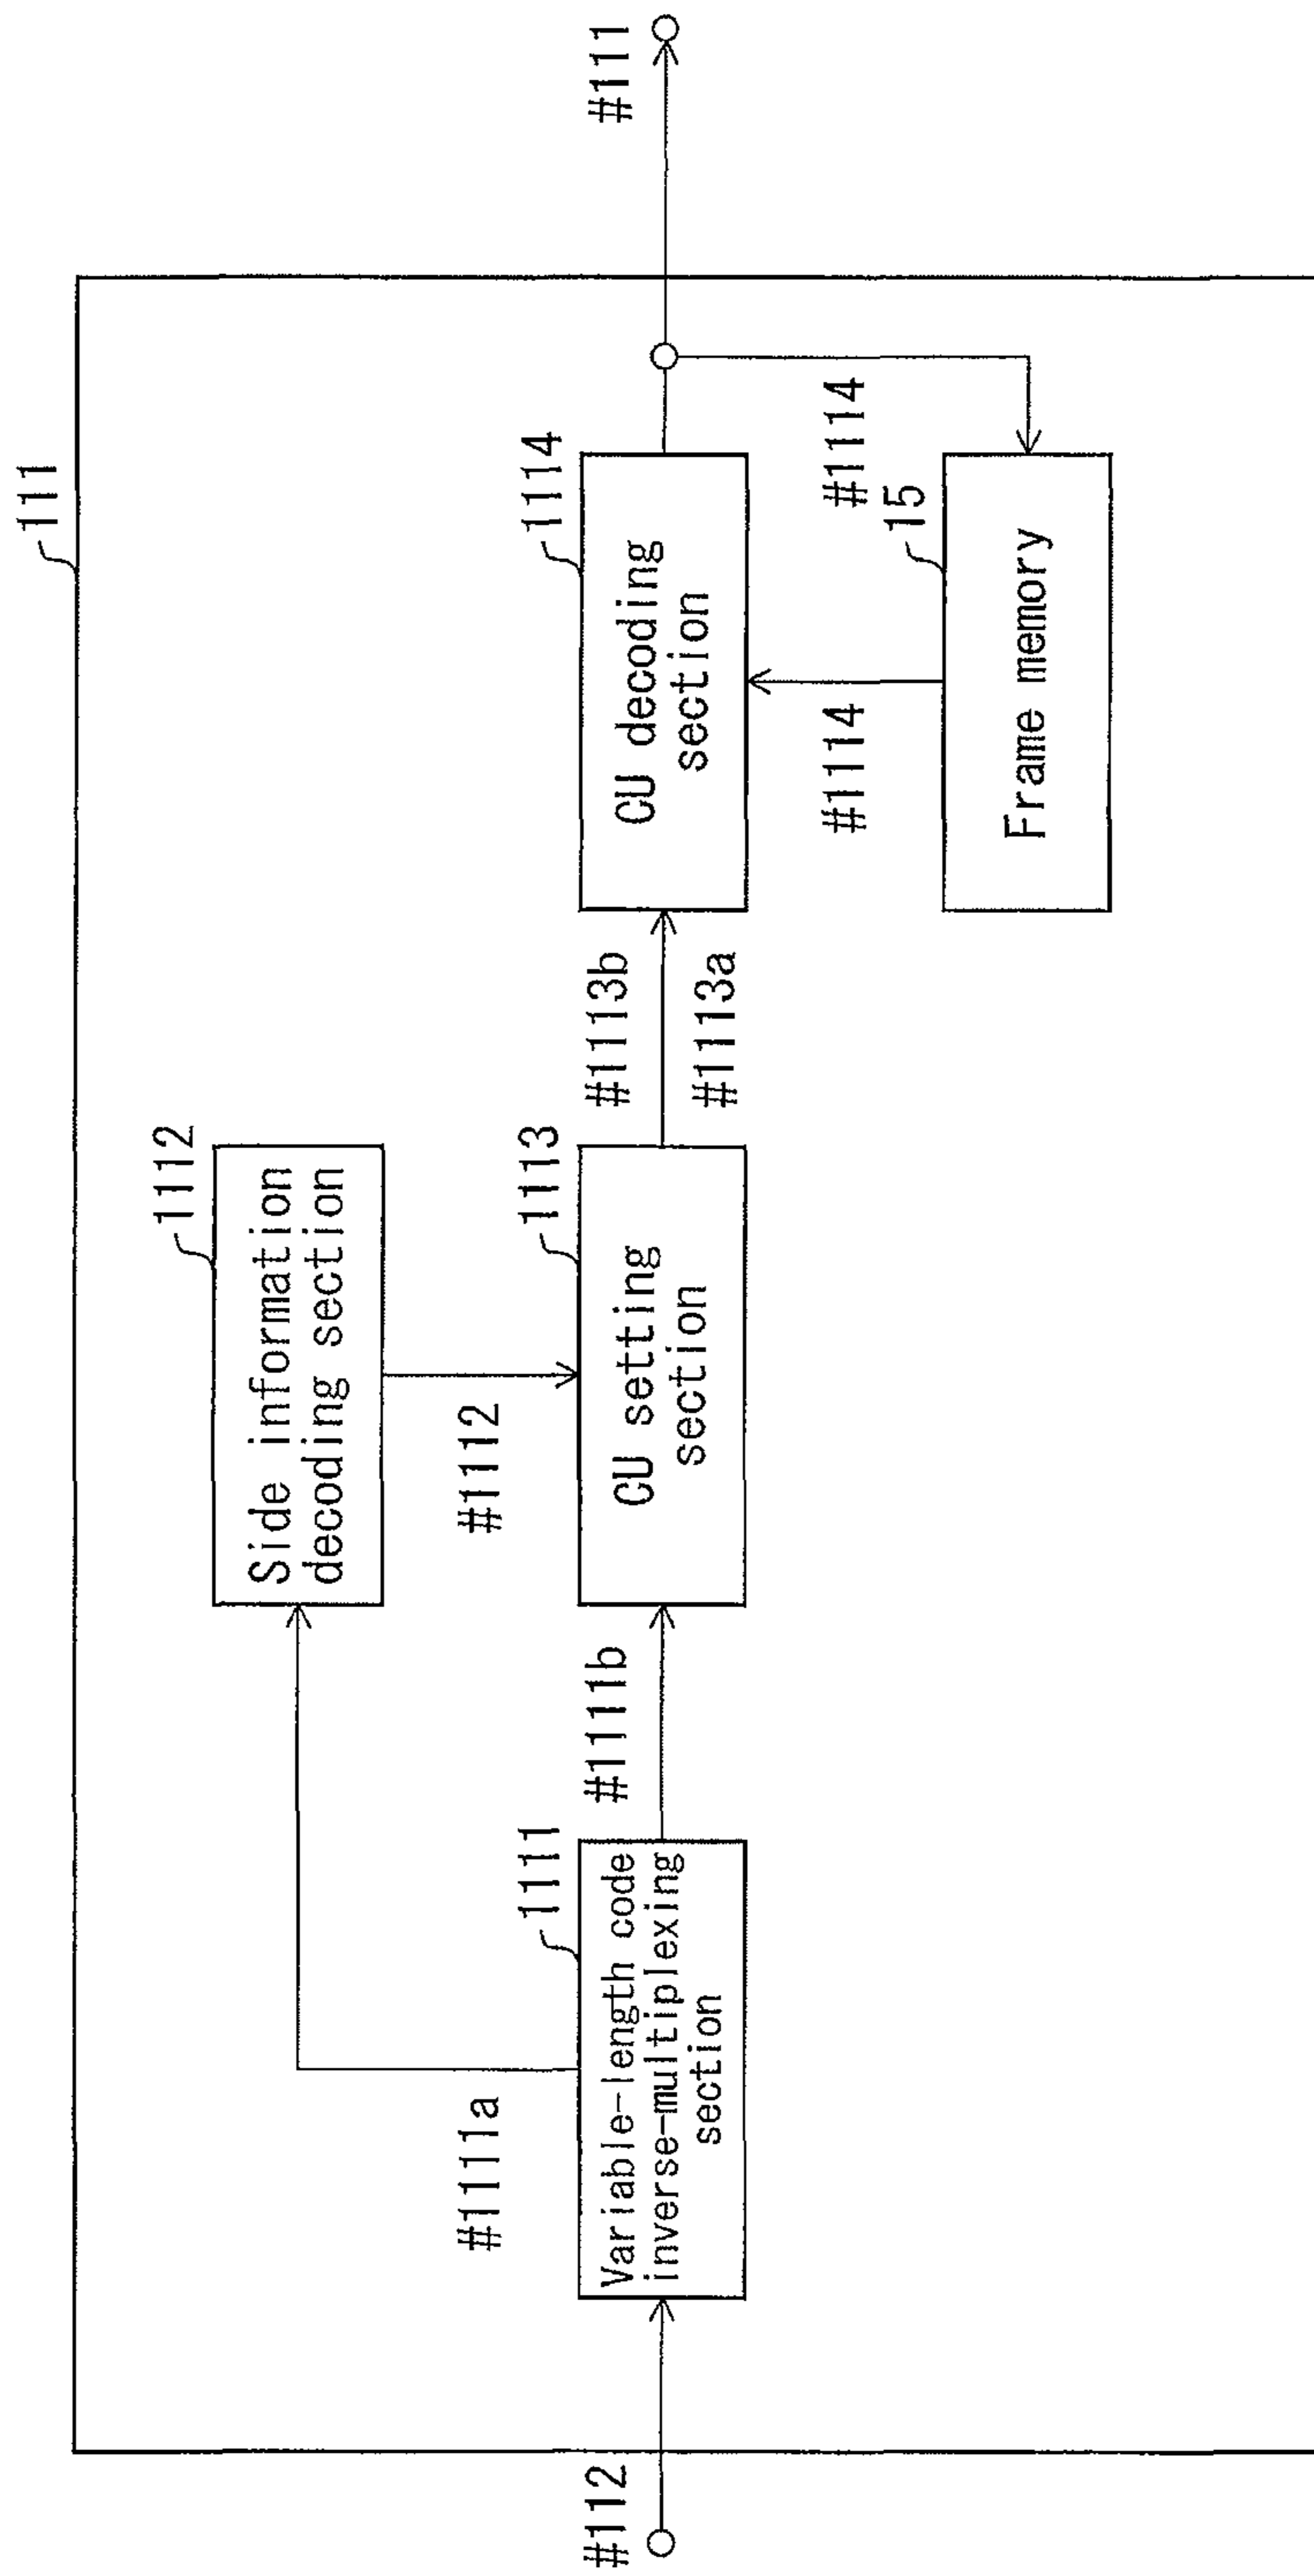 111
1112
Side information
decoding section
#1111a
#1112
#112
1111
Variable-length code
inverse-multiplexing
section
#1111b
1113
CU setting
section
#1113b
#1113a
1114
CU decoding
section
#111
#1114
#1114
15
Frame memory